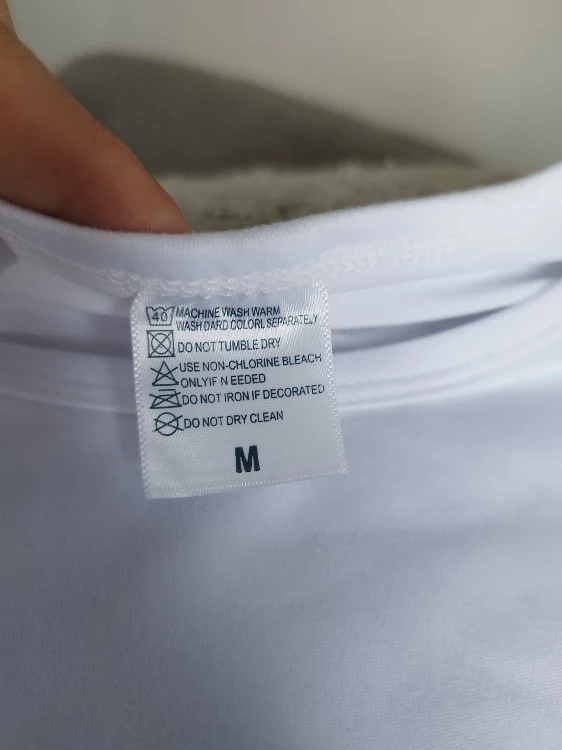 40 MACHINE WASH WARM
WASH DARD COLORL SEPARATELY
DO NOT TUMBLE DRY
USE NON-CHLORINE BLEACH
ONLYIF N EEDED
DO NOT IRON IF DECORATED
DO NOT DRY CLEAN
M